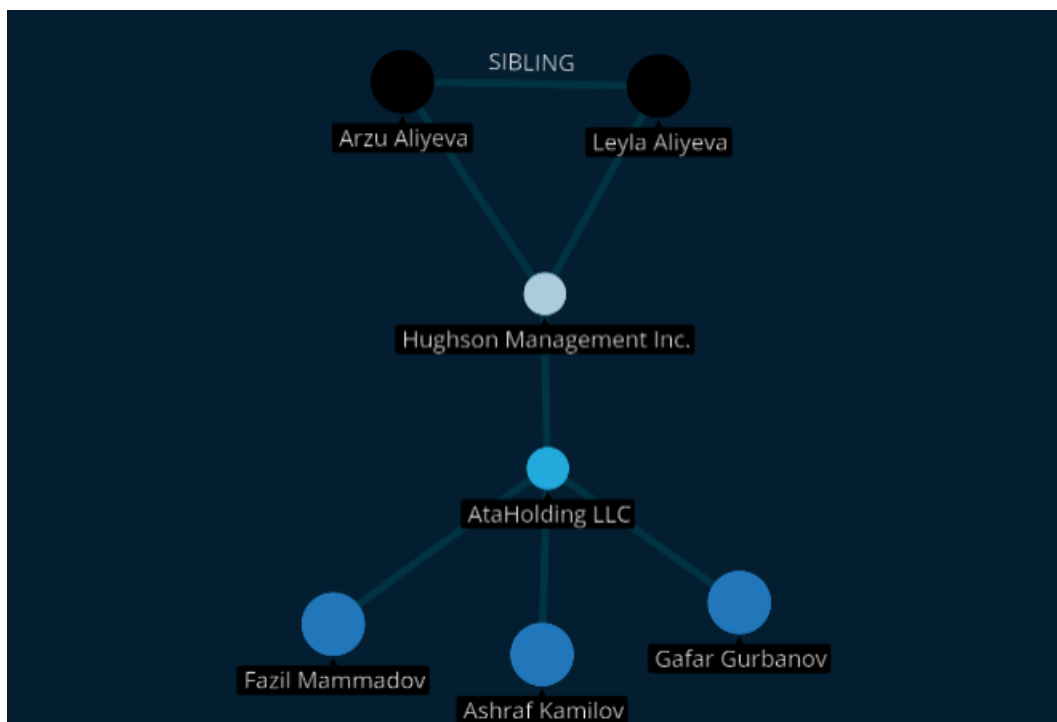 SIBLING
Arzu Aliyeva
Leyla Aliyeva
Hughson Management Inc.
AtaHolding LLC
Fazil Mammadov
Ashraf Kamilov
Gafar Gurbanov